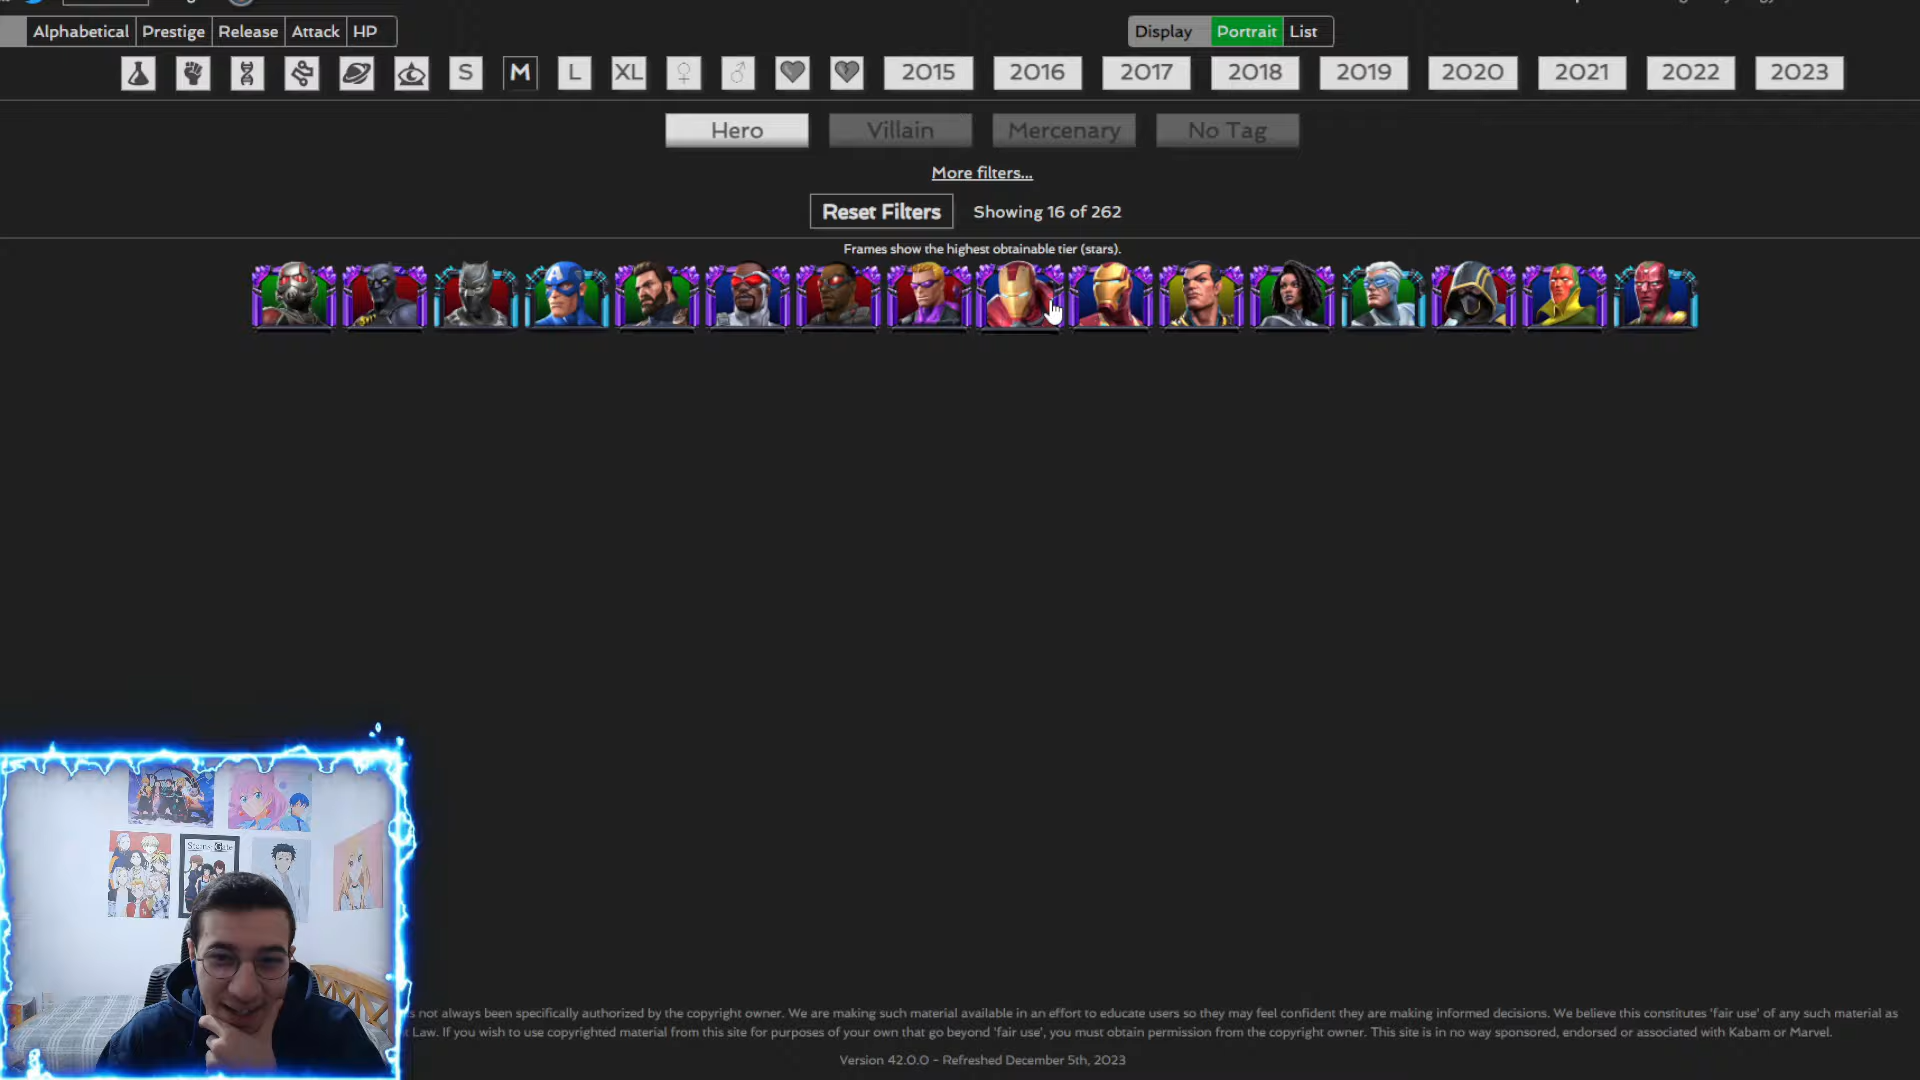 Alphabetical Prestige Release Attack HP Display Portrait List
S M L XL 2015 2016 2017 2018 2019 2020 2021 2022 2023
Hero Villain Mercenary No Tag
More filters...
Reset Filters Showing 16 of 262
Frames show the highest obtainable tier (stars).
A
Steins;Gate
s not always been specifically authorized by the copyright owner. We are making such material available in an effort to educate users so they may feel confident they are making informed decisions. We believe this constitutes 'fair use' of any such material as
t Law. If you wish to use copyrighted material from this site for purposes of your own that go beyond 'fair use', you must obtain permission from the copyright owner. This site is in no way sponsored, endorsed or associated with Kabam or Marvel.
Version 42.0.0 - Refreshed December 5th, 2023